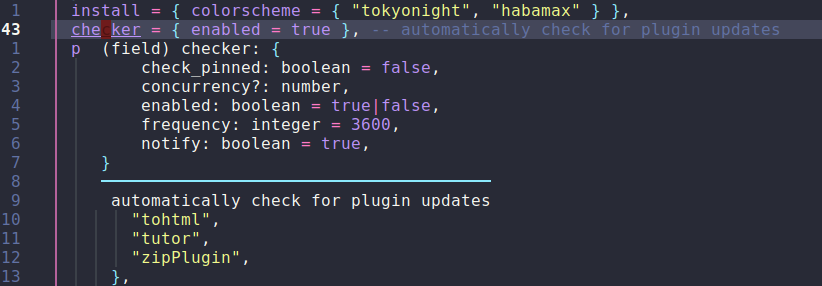 1 install = { colorscheme = { "tokyonight", "habamax" } },
43 checker = { enabled = true }, -- automatically check for plugin updates
1 p (field) checker: {
2 check_pinned: boolean = false,
3 concurrency?: number,
4 enabled: boolean = true|false,
5 frequency: integer = 3600,
6 notify: boolean = true,
7 }
8
9 automatically check for plugin updates
10 "tohtml",
11 "tutor",
12 "zipPlugin",
13 },